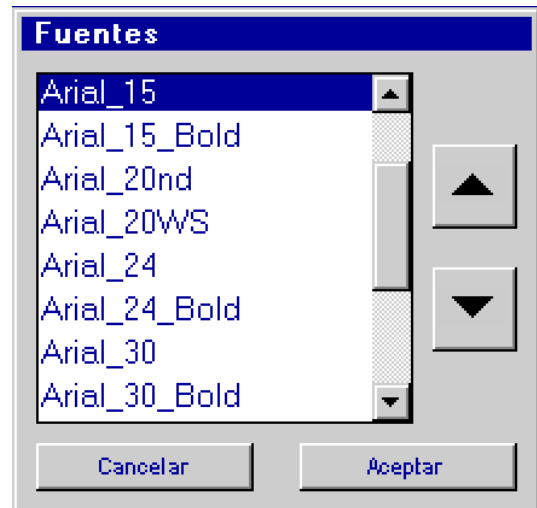 Fuentes
Arial_15
Arial_15_Bold
Arial_20nd
Arial_20WS
Arial_24
Arial_24_Bold
Arial_30
Arial_30_Bold
Cancelar
Aceptar